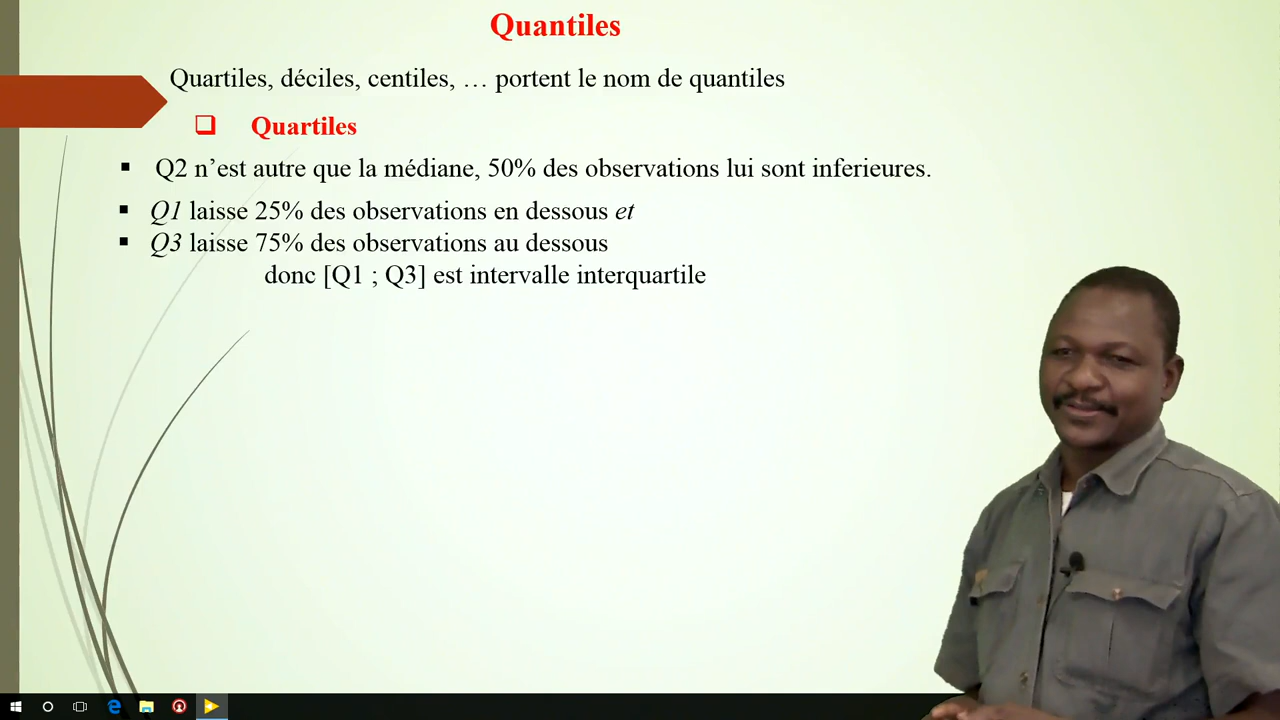 Quantiles
Quartiles, déciles, centiles, … portent le nom de quantiles
Quartiles
Q2 n’est autre que la médiane, 50% des observations lui sont inferieures.
Q1 laisse 25% des observations en dessous et
Q3 laisse 75% des observations au dessous
donc [Q1 ; Q3] est intervalle interquartile